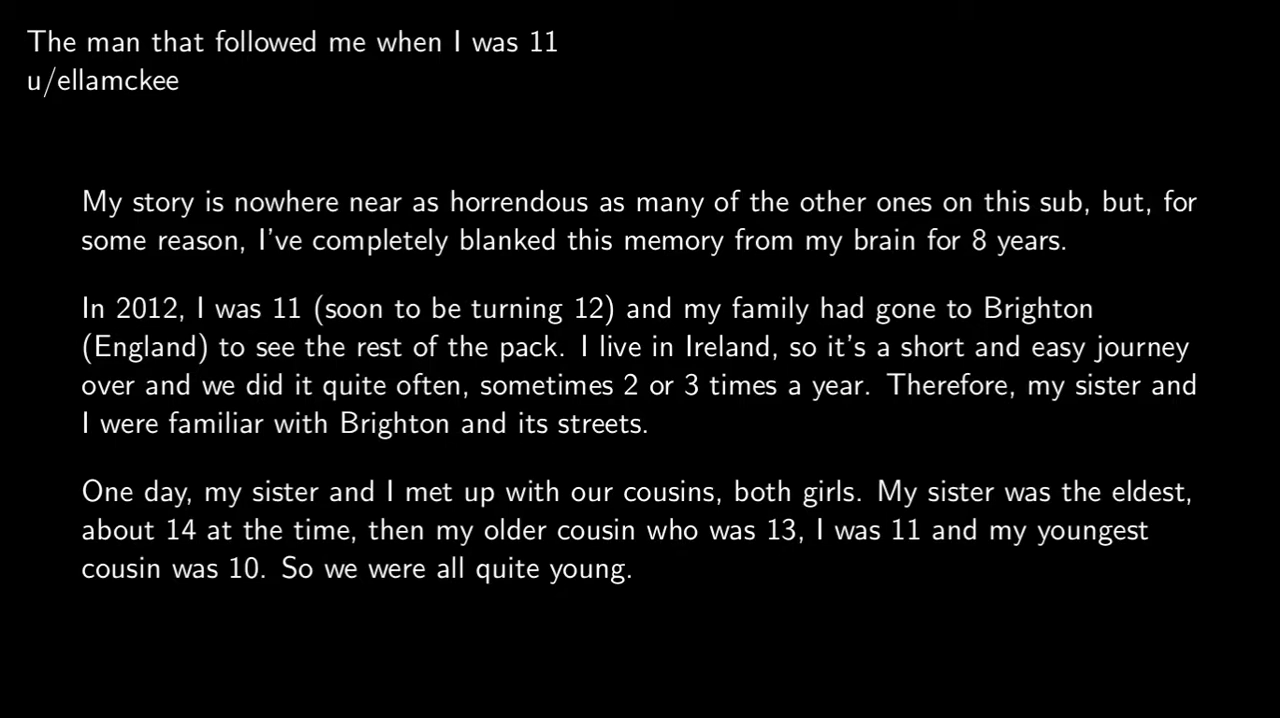 The man that followed me when I was 11
u/ellamckee
My story is nowhere near as horrendous as many of the other ones on this sub, but, for
some reason, I've completely blanked this memory from my brain for 8 years.
In 2012, I was 11 (soon to be turning 12) and my family had gone to Brighton
(England) to see the rest of the pack. I live in Ireland, so it's a short and easy journey
over and we did it quite often, sometimes 2 or 3 times a year. Therefore, my sister and
I were familiar with Brighton and its streets.
One day, my sister and I met up with our cousins, both girls. My sister was the eldest,
about 14 at the time, then my older cousin who was 13, I was 11 and my youngest
cousin was 10. So we were all quite young.